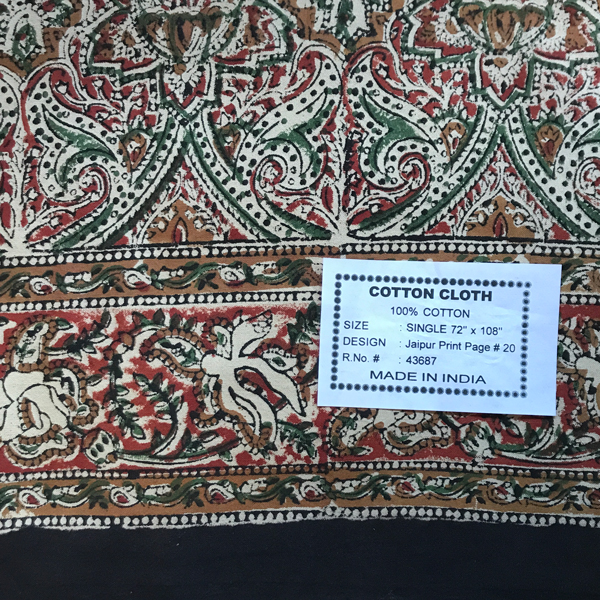 COTTON CLOTH
100% COTTON
SIZE : SINGLE 72" x 108"
DESIGN : Jaipur Print Page # 20
R.No. # : 43687
MADE IN INDIA